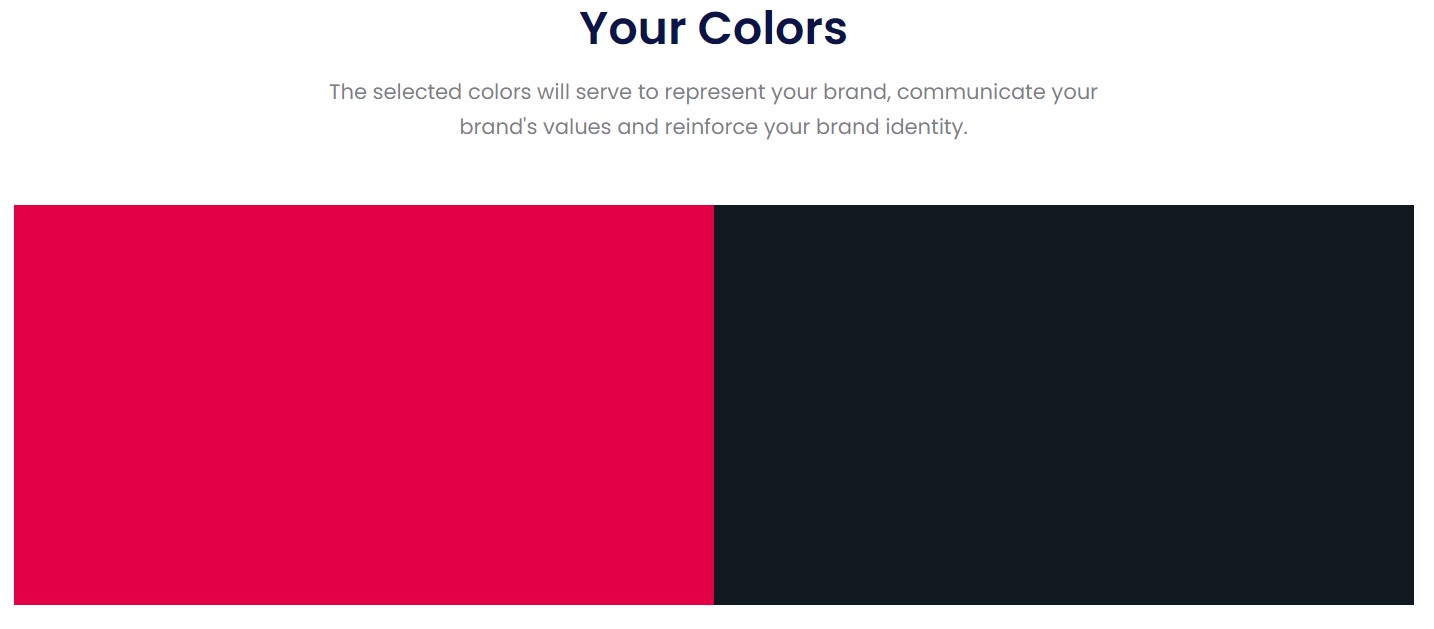 Your Colors
The selected colors will serve to represent your brand, communicate your
brand's values and reinforce your brand identity.